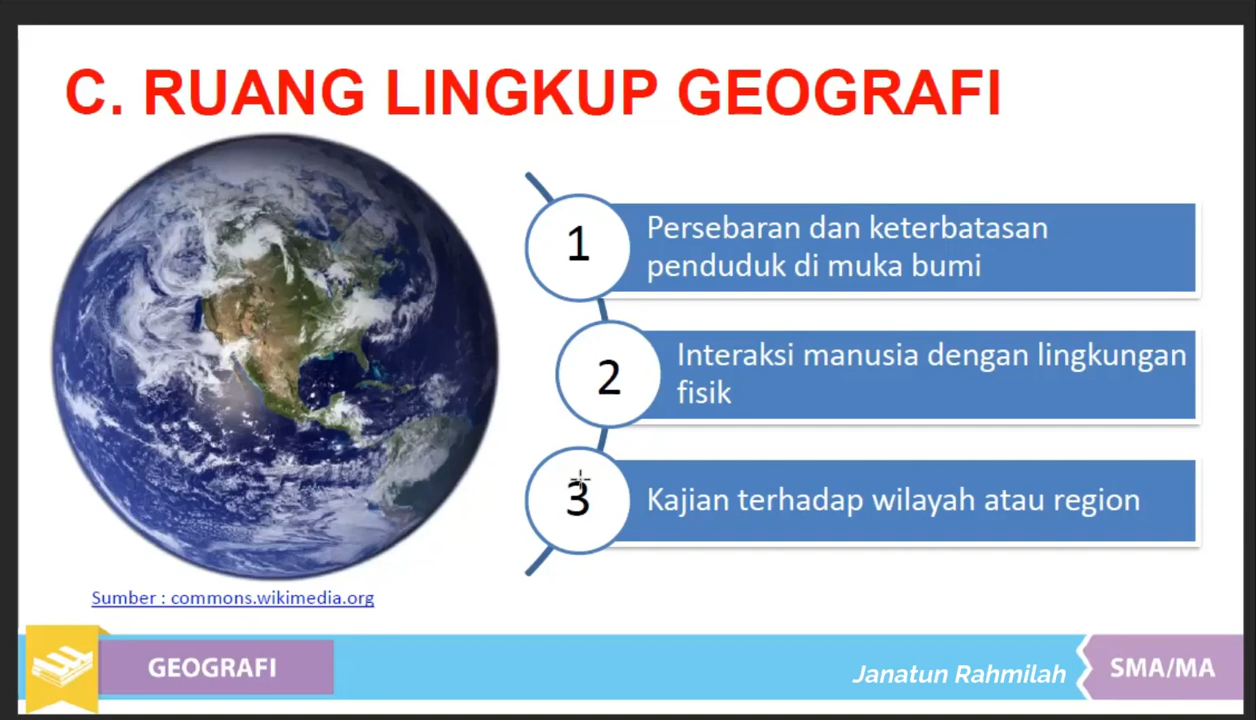 C. RUANG LINGKUP GEOGRAFI
1
Persebaran dan keterbatasan
penduduk di muka bumi
2
Interaksi manusia dengan lingkungan
fisik
3
Kajian terhadap wilayah atau region
Sumber : commons.wikimedia.org
GEOGRAFI
Janatun Rahmilah
SMA/MA